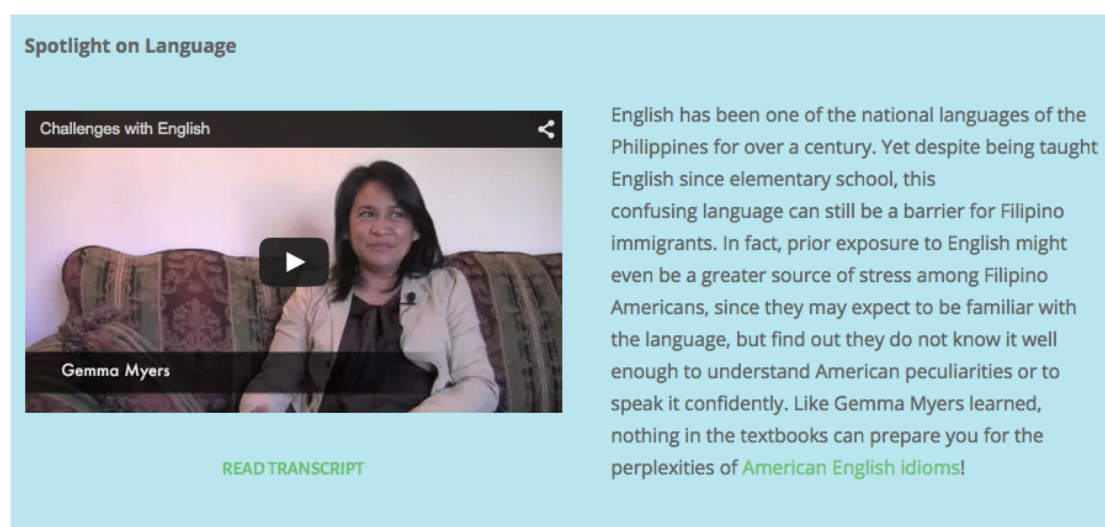 Spotlight on Language
Challenges with English
Gemma Myers
READ TRANSCRIPT
English has been one of the national languages of the
Philippines for over a century. Yet despite being taught
English since elementary school, this
confusing language can still be a barrier for Filipino
immigrants. In fact, prior exposure to English might
even be a greater source of stress among Filipino
Americans, since they may expect to be familiar with
the language, but find out they do not know it well
enough to understand American peculiarities or to
speak it confidently. Like Gemma Myers learned,
nothing in the textbooks can prepare you for the
perplexities of American English idioms!